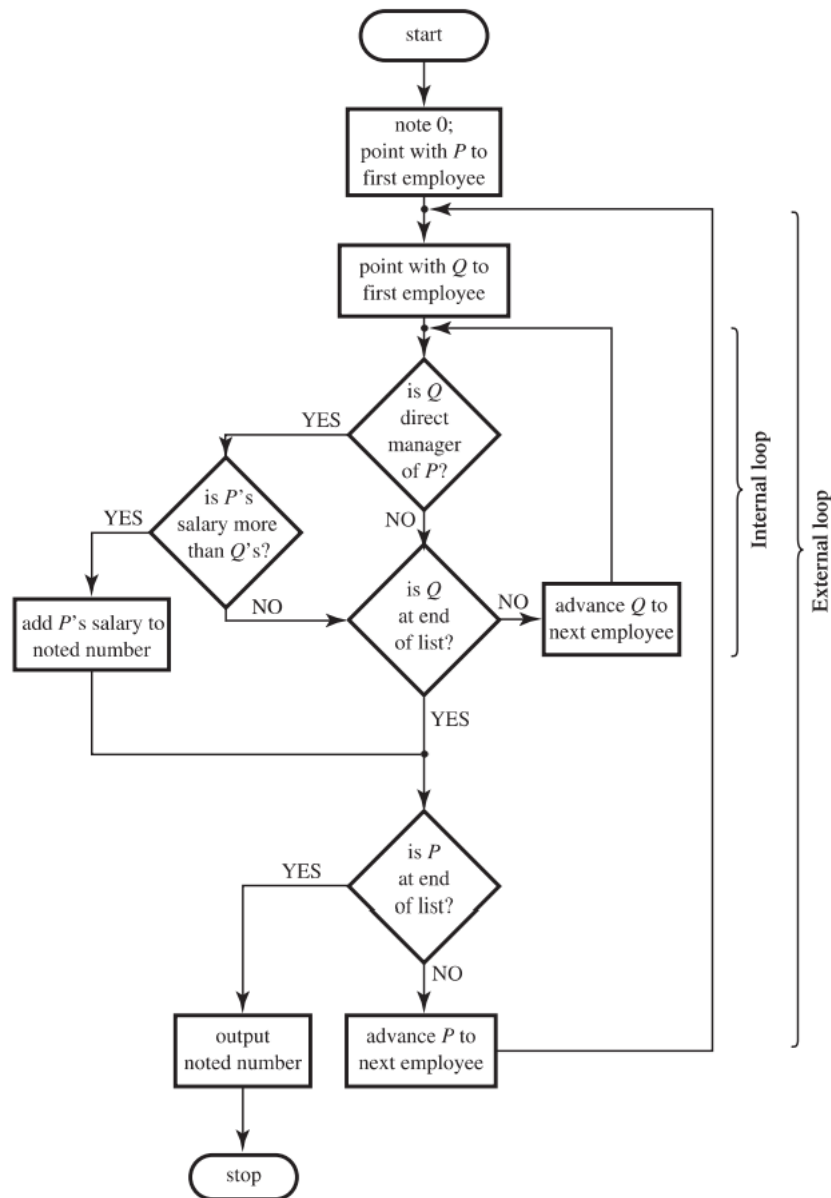 start
note 0;
point with P to
first employee
point with Q to
first employee
is Q
direct
manager
of P?
YES
NO
is P's
salary more
than Q's?
YES
NO
add P's salary to
noted number
is Q
at end
of list?
NO
YES
advance Q to
next employee
Internal loop
External loop
is P
at end
of list?
YES
NO
output
noted number
advance P to
next employee
stop